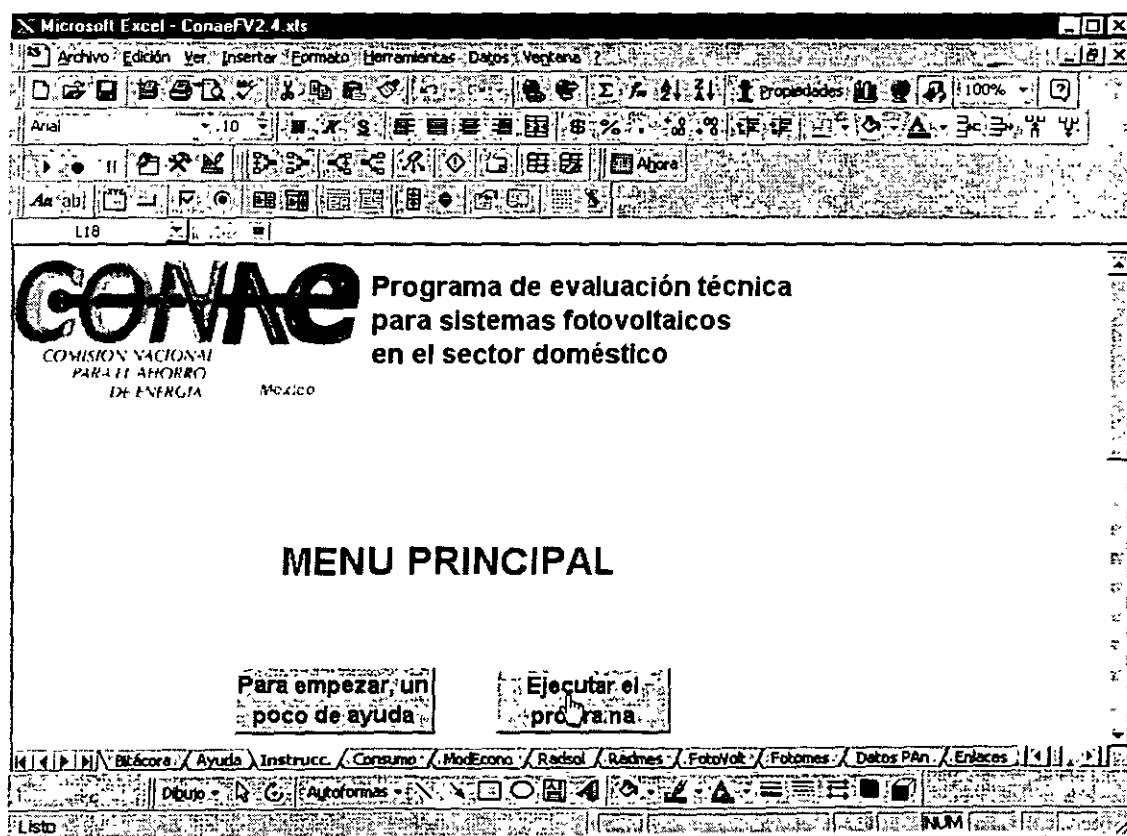 Microsoft Excel - ConaeFV2.4.xls
Archivo Edición Ver Insertar Formato Herramientas Datos Ventana ?
Propiedades 100%
Arial 10
Ahora
Aa ab|
L18
CONAe
COMISION NACIONAL
PARA EL AHORRO
DE ENERGIA
Mexico
Programa de evaluación técnica
para sistemas fotovoltaicos
en el sector doméstico
MENU PRINCIPAL
Para empezar, un
poco de ayuda
Ejecutar el
programa
Bitácora Ayuda Instrucc. Consumo ModEcono Radsol Radmes FotoVolt Fotomes Datos PAn Enlaces
Dibujo Autoformas
Listo NUM